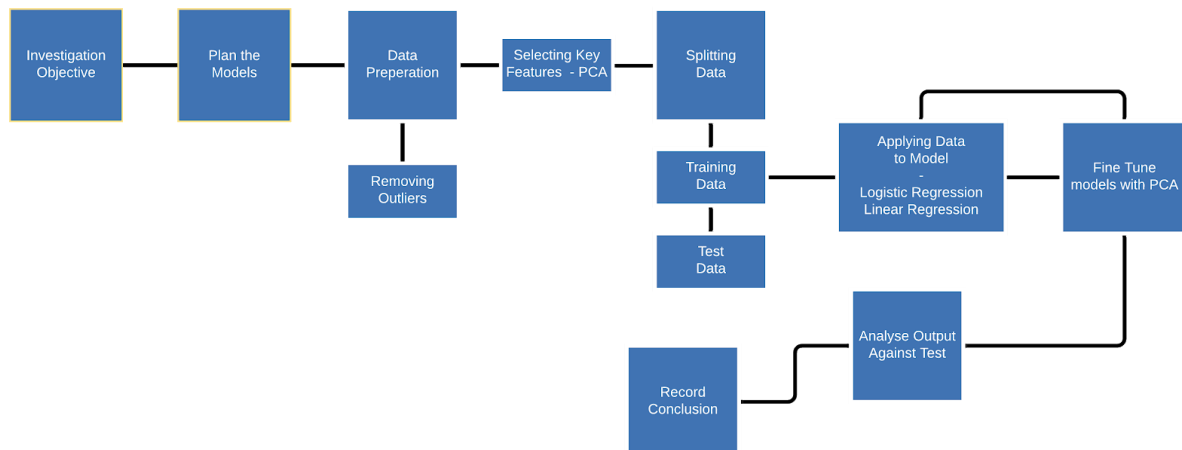 Investigation
Objective
Plan the
Models
Data
Preperation
Selecting Key
Features - PCA
Splitting
Data
Removing
Outliers
Training
Data
Test
Data
Applying Data
to Model
-
Logistic Regression
Linear Regression
Fine Tune
models with PCA
Analyse Output
Against Test
Record
Conclusion